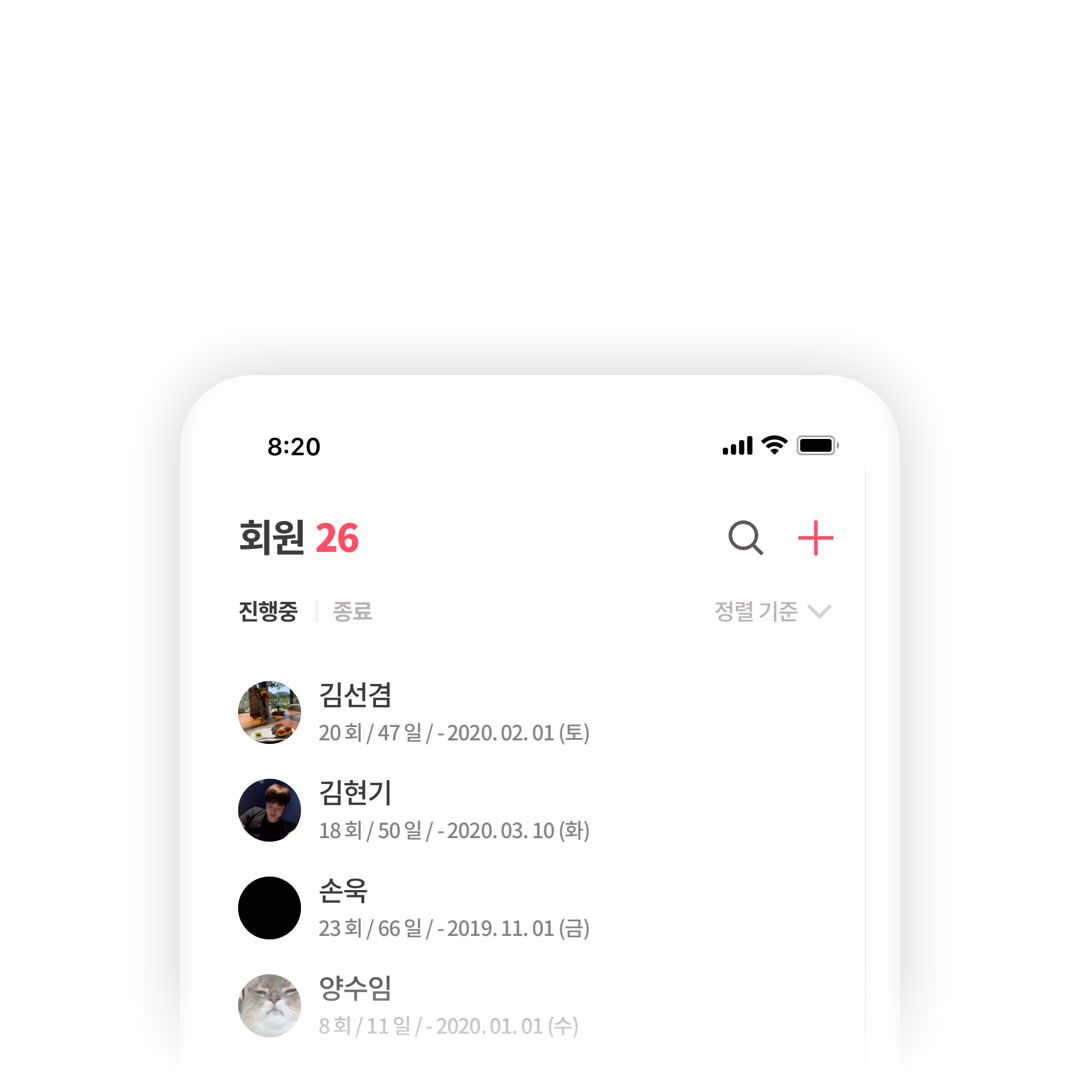 8:20
회원 26
진행중 | 종료 정렬 기준
김선겸
20 회 / 47 일 / - 2020. 02. 01 (토)
김현기
18 회 / 50 일 / - 2020. 03. 10 (화)
손욱
23 회 / 66 일 / - 2019. 11. 01 (금)
양수임
8 회 / 11 일 / - 2020. 01. 01 (수)